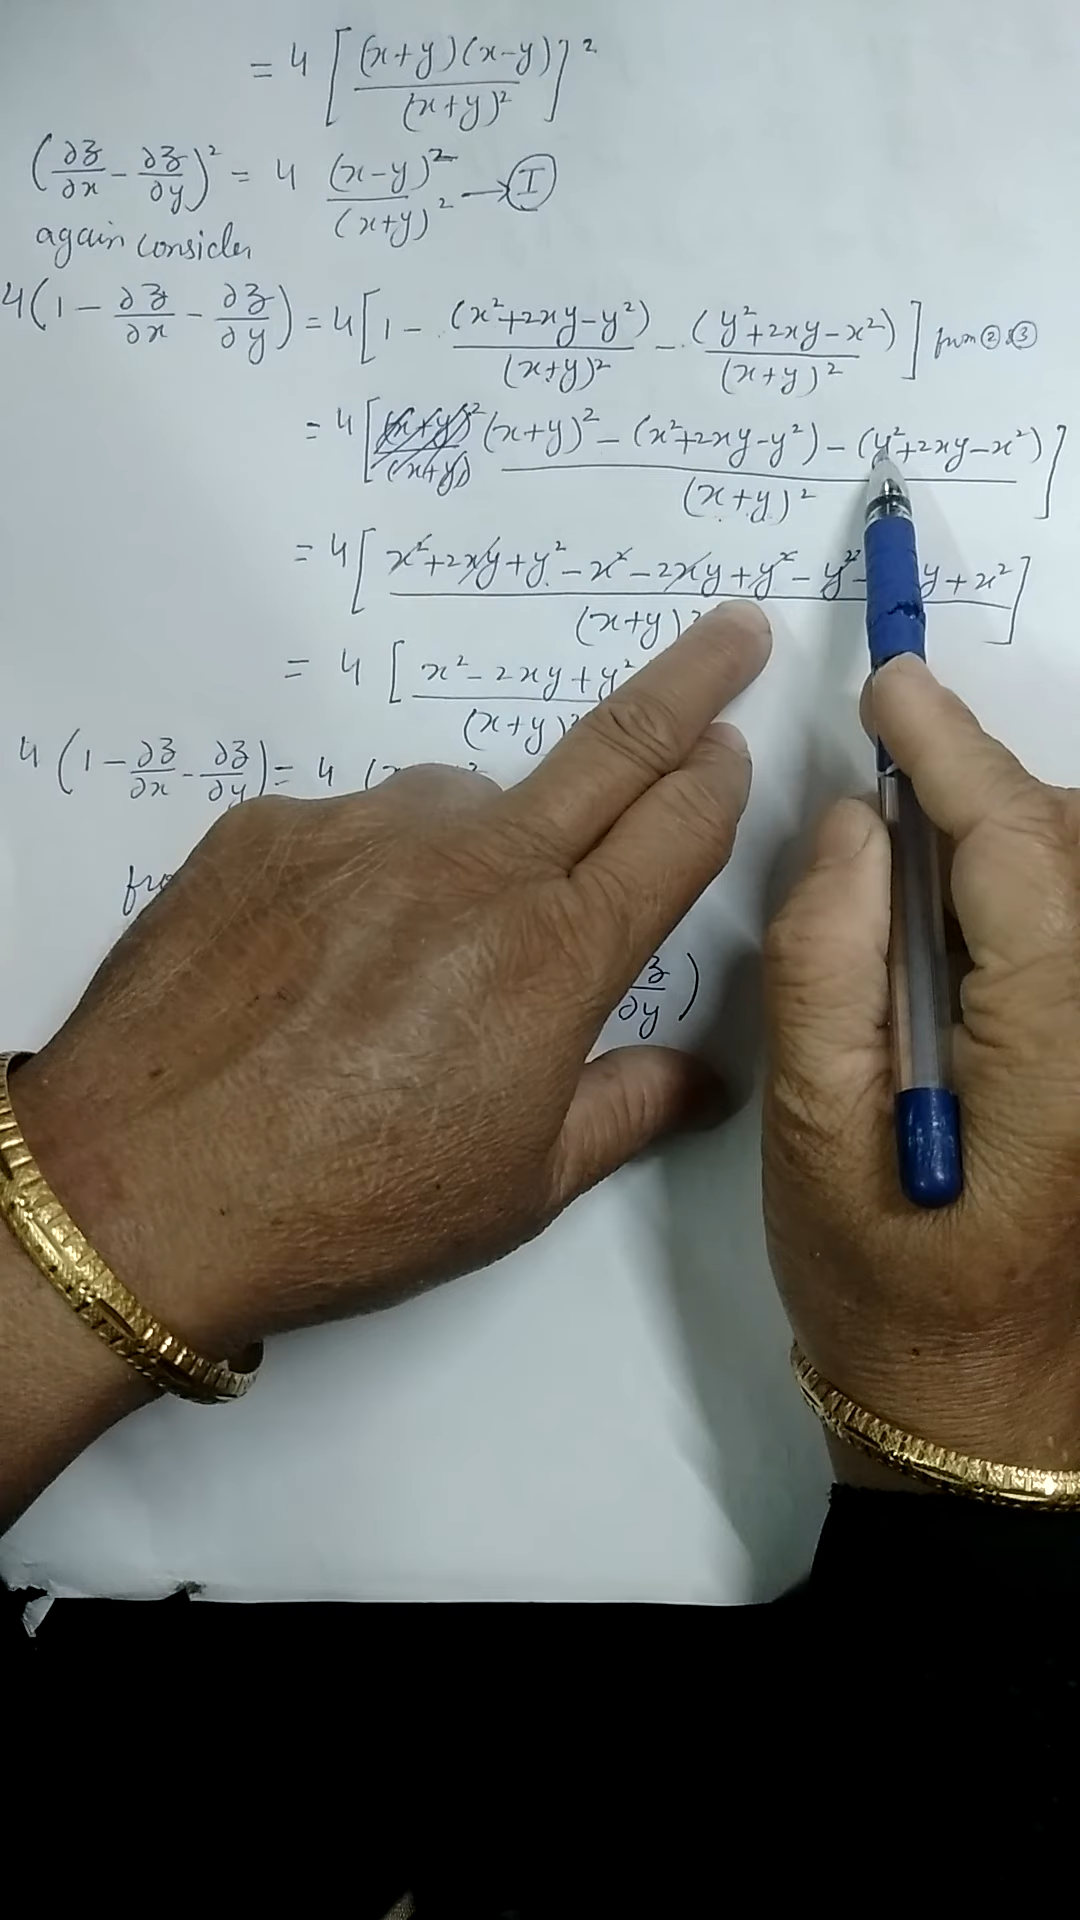 = 4 [(x+y)(x-y) / (x+y)²]²
(∂z/∂x - ∂z/∂y)² = 4 (x-y)² / (x+y)² → I
again consider
4(1 - ∂z/∂x - ∂z/∂y) = 4[1 - (x²+2xy-y²) / (x+y)² - (y²+2xy-x²) / (x+y)²] from ② & ③
= 4[(x+y)² - (x²+2xy-y²) - (y²+2xy-x²) / (x+y)²]
= 4[x²+2xy+y²-x²-2xy+y²-y²- y+x² / (x+y)²]
= 4 [x²-2xy+y² / (x+y)²
4 (1 - ∂z/∂x - ∂z/∂y) = 4
∂y )